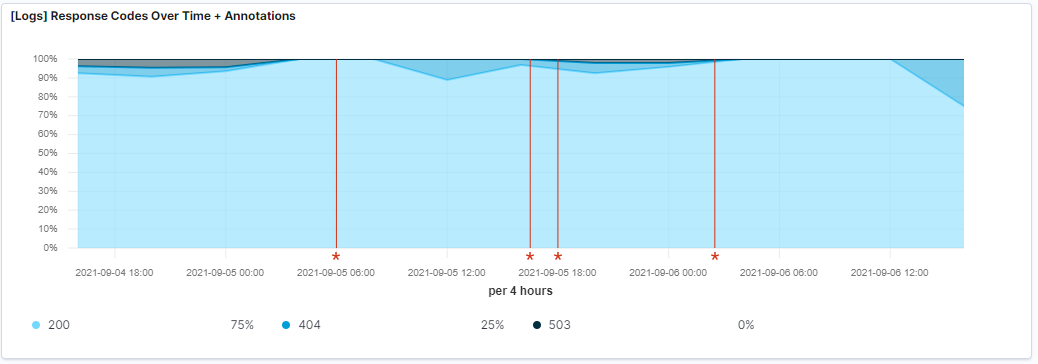 [Logs] Response Codes Over Time + Annotations
100%
90%
80%
70%
60%
50%
40%
30%
20%
10%
0%
* * * *
2021-09-04 18:00 2021-09-05 00:00 2021-09-05 06:00 2021-09-05 12:00 2021-09-05 18:00 2021-09-06 00:00 2021-09-06 06:00 2021-09-06 12:00
per 4 hours
200 75% 404 25% 503 0%